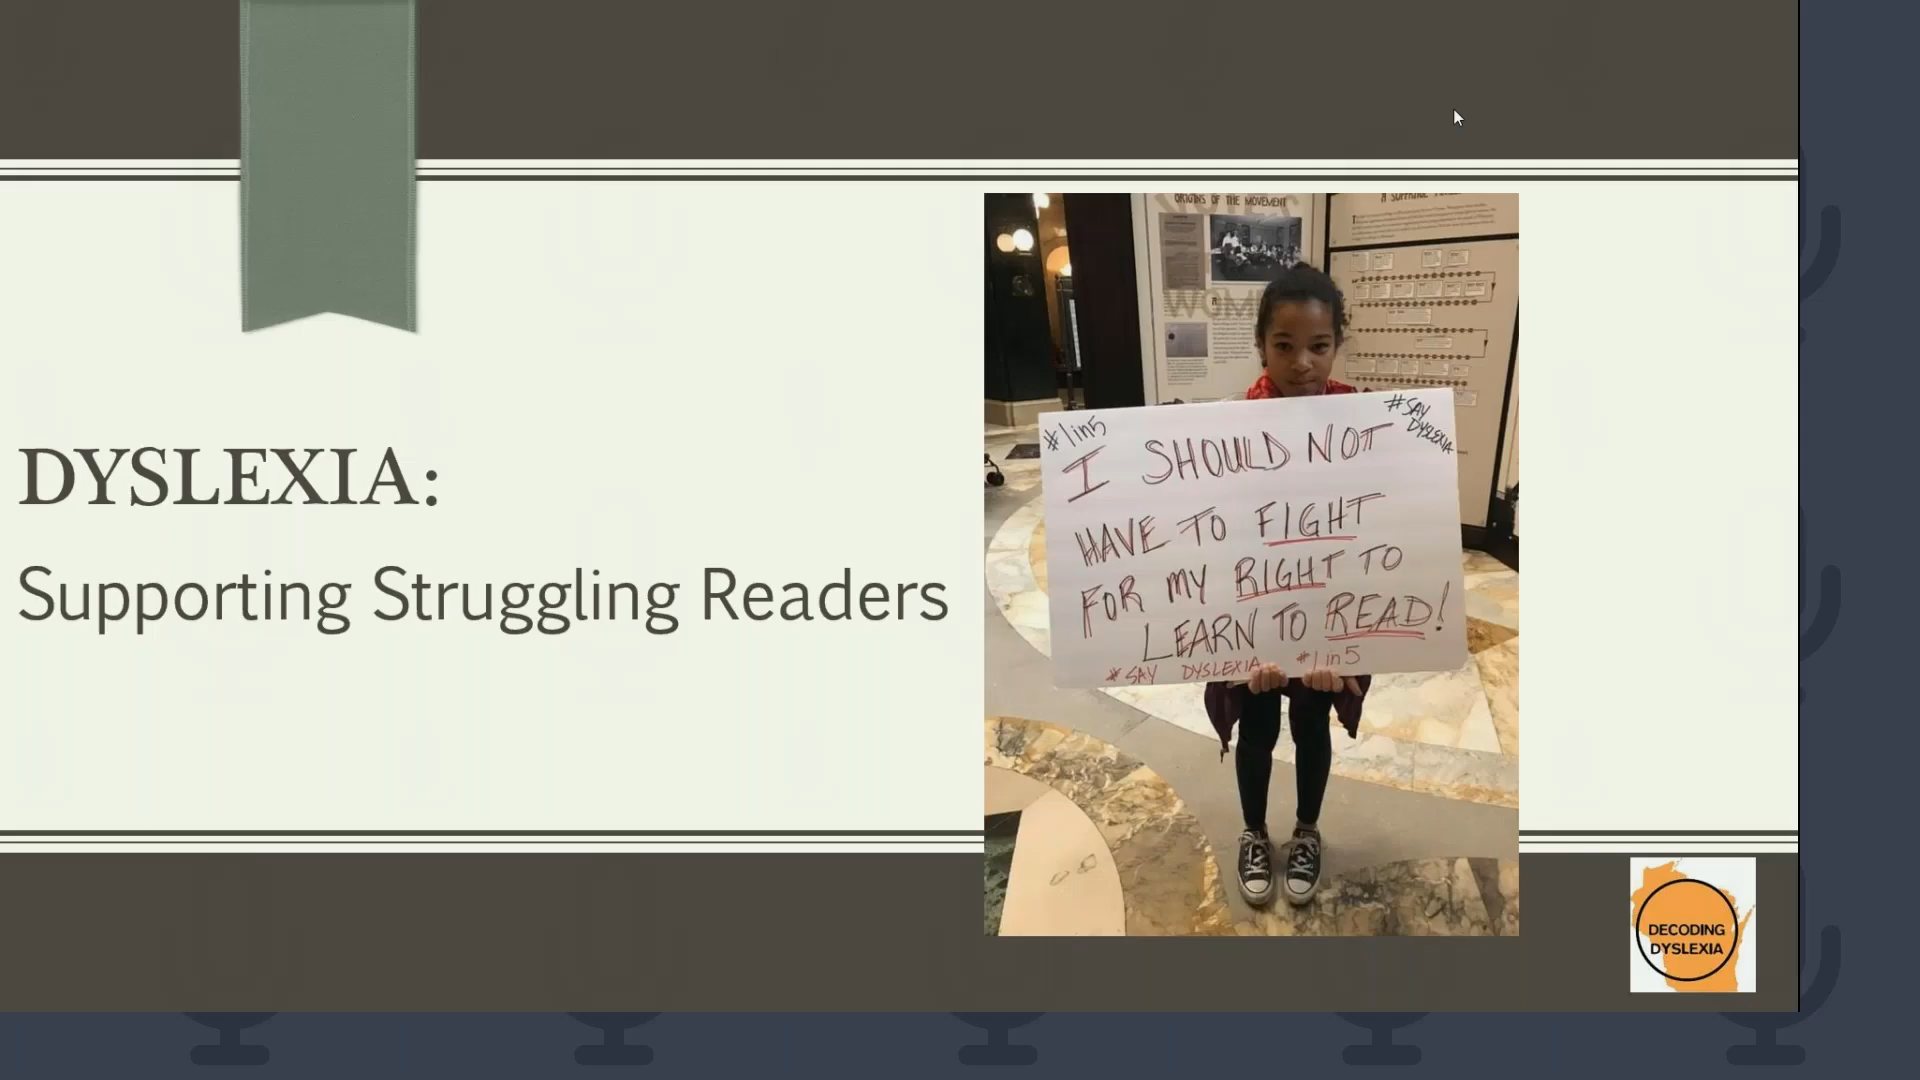 DYSLEXIA:
Supporting Struggling Readers
ORIGINS OF THE MOVEMENT
#1in5
#SAY
DYSLEXIA
I SHOULD NOT
HAVE TO FIGHT
FOR MY RIGHT TO
LEARN TO READ!
#SAY DYSLEXIA #1in5
DECODING
DYSLEXIA